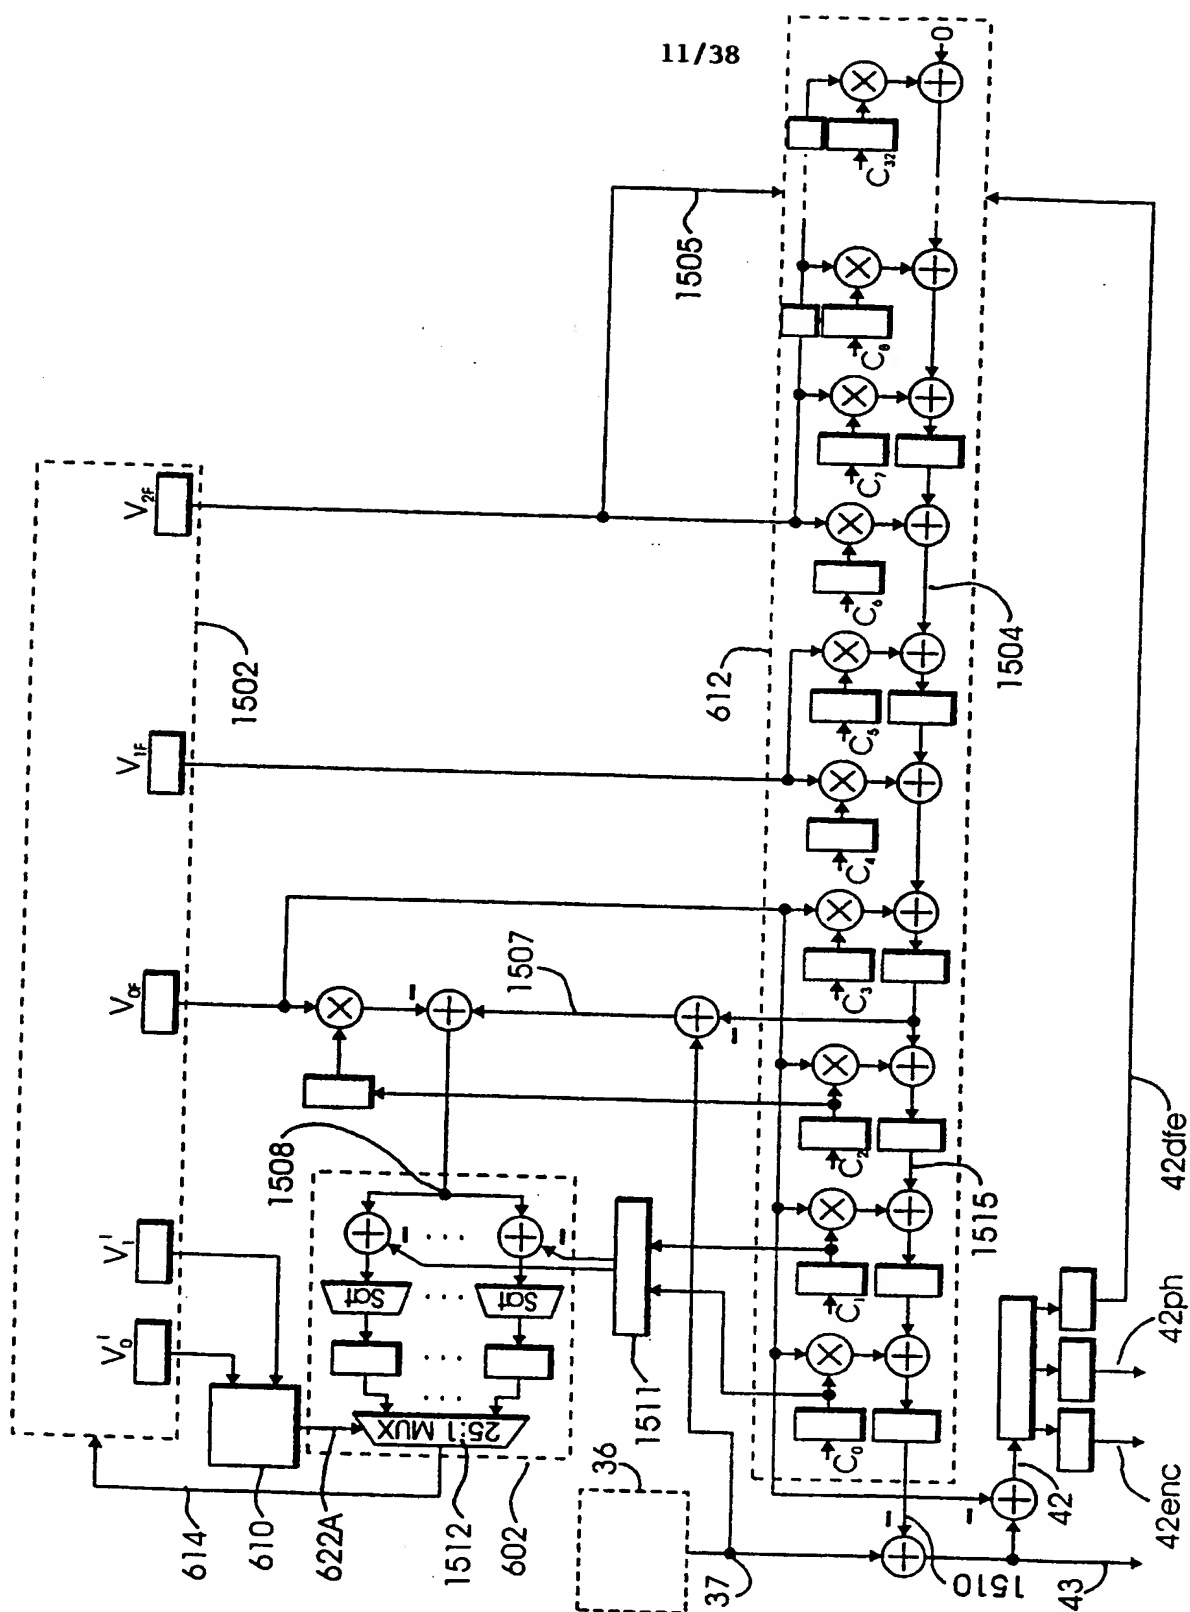 11/38
0
C32
1505
C8
C7
C6
1504
612
C5
C4
C3
C2
1515
C1
C0
V2F
1502
V1F
V0F
1507
1508
V1'
V0'
Sat
Sat
25:1 MUX
1511
36
614
610
622A
1512
602
37
1510
43
42
42enc
42ph
42dfe